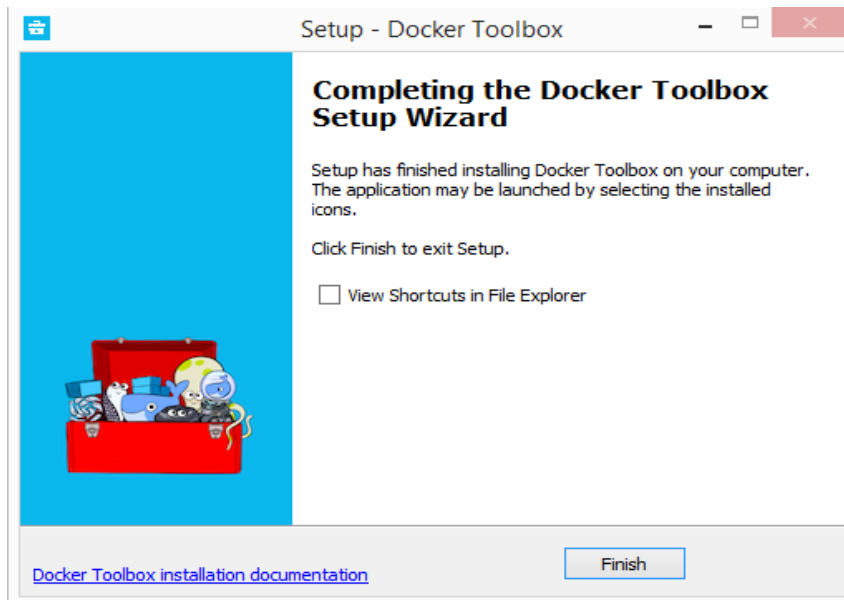 Setup - Docker Toolbox
Completing the Docker Toolbox
Setup Wizard
Setup has finished installing Docker Toolbox on your computer.
The application may be launched by selecting the installed
icons.
Click Finish to exit Setup.
View Shortcuts in File Explorer
Docker Toolbox installation documentation
Finish